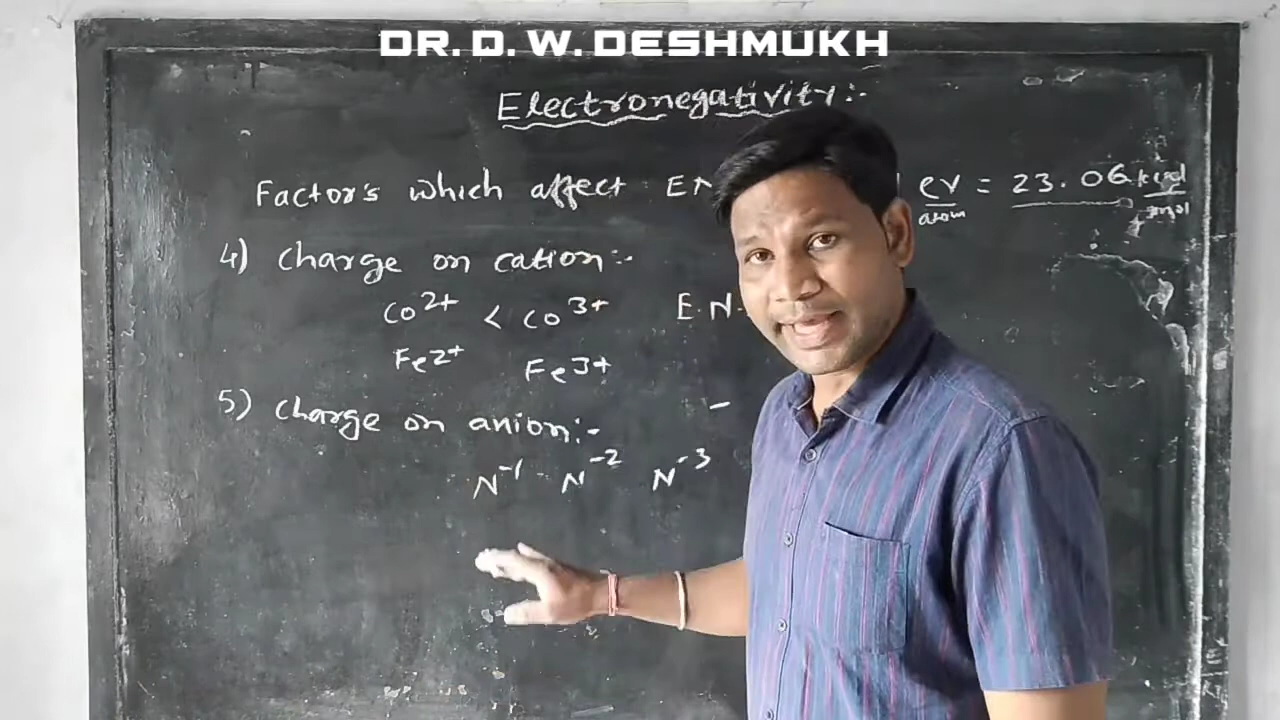 DR. D. W. DESHMUKH
Electronegativity:-
Factor's which affect EN ev/atom = 23.06 kcal/mol
4) Charge on cation:-
Co²⁺ < Co³⁺ E.N.
Fe²⁺ Fe³⁺
5) Charge on anion:- -
N⁻¹ N⁻² N⁻³